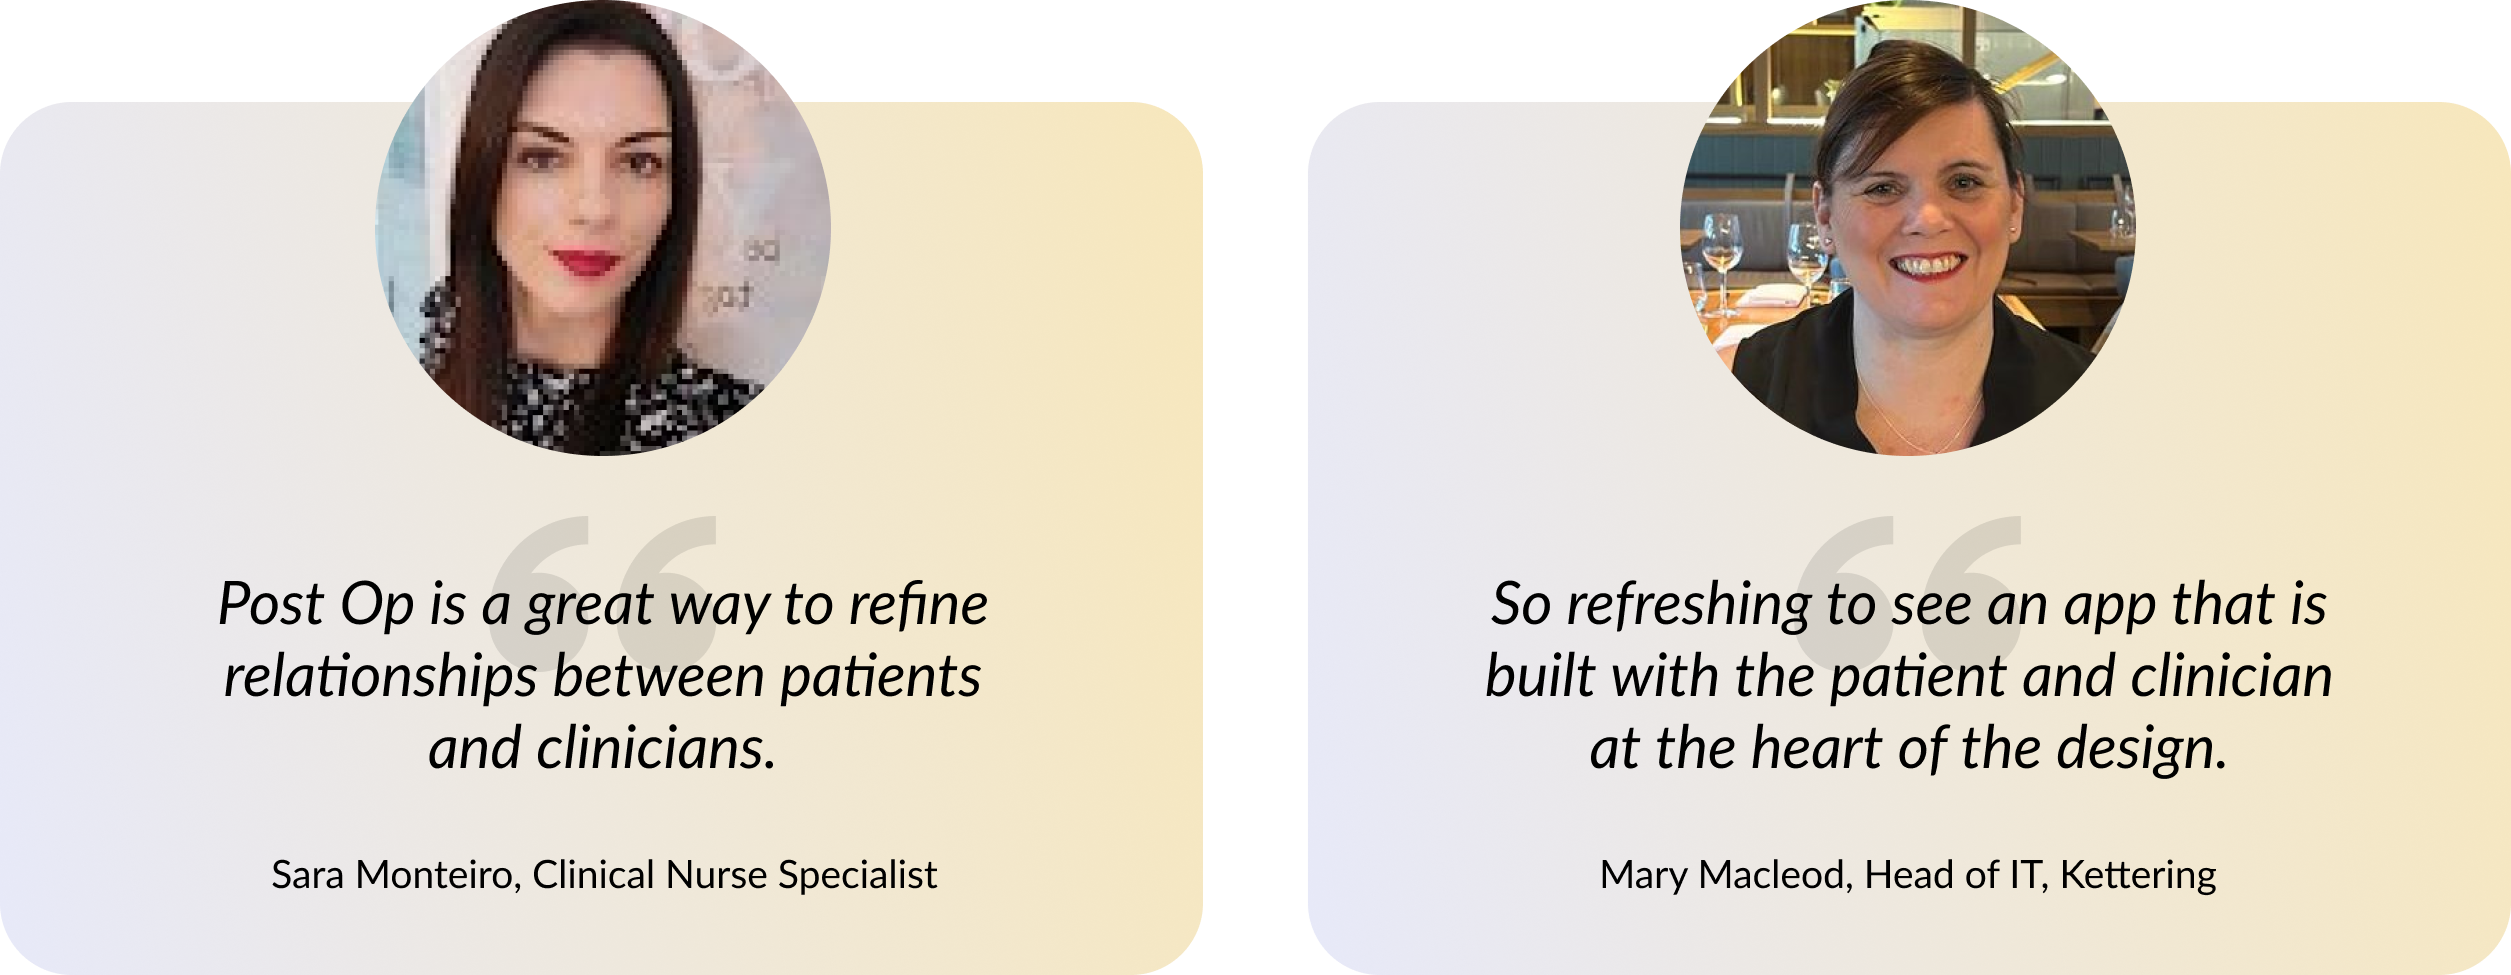 Post Op is a great way to refine
relationships between patients
and clinicians.
Sara Monteiro, Clinical Nurse Specialist
So refreshing to see an app that is
built with the patient and clinician
at the heart of the design.
Mary Macleod, Head of IT, Kettering